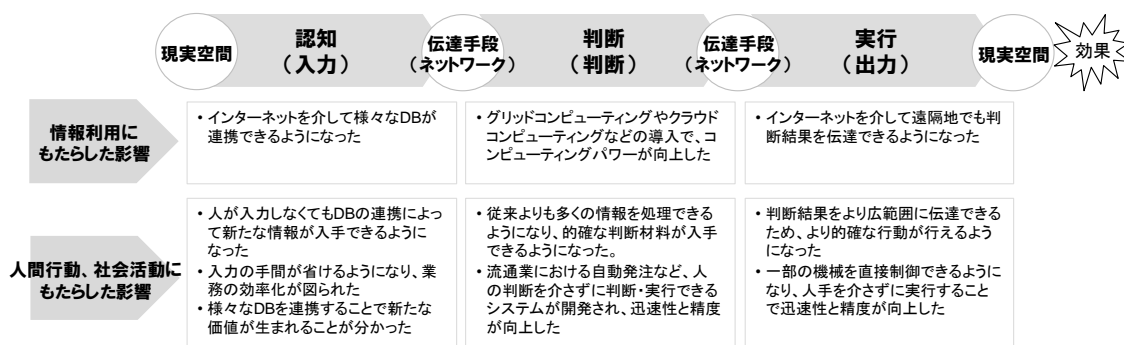 現実空間
認知
（入力）
伝達手段
（ネットワーク）
判断
（判断）
伝達手段
（ネットワーク）
実行
（出力）
現実空間
効果
情報利用に
もたらした影響
・インターネットを介して様々なDBが
連携できるようになった
・グリッドコンピューティングやクラウド
コンピューティングなどの導入で、コ
ンピューティングパワーが向上した
・インターネットを介して遠隔地でも判
断結果を伝達できるようになった
人間行動、社会活動に
もたらした影響
・人が入力しなくてもDBの連携によっ
て新たな情報が入手できるように
なった
・入力の手間が省けるようになり、業
務の効率化が図られた
・様々なDBを連携することで新たな
価値が生まれることが分かった
・従来よりも多くの情報を処理できる
ようになり、的確な判断材料が入手
できるようになった。
・流通業における自動発注など、人
の判断を介さずに判断・実行できる
システムが開発され、迅速性と精度
が向上した
・判断結果をより広範囲に伝達できる
ため、より的確な行動が行えるよう
になった
・一部の機械を直接制御できるように
なり、人手を介さずに実行すること
で迅速性と精度が向上した